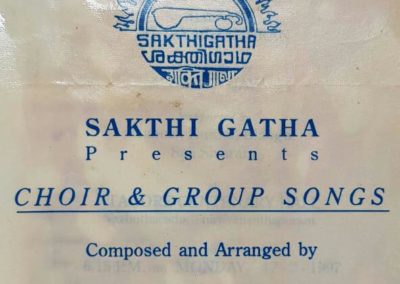 SAKTHIGATHA
ശക്തിഗാഥ
SAKTHI GATHA
Presents
CHOIR & GROUP SONGS
Composed and Arranged by